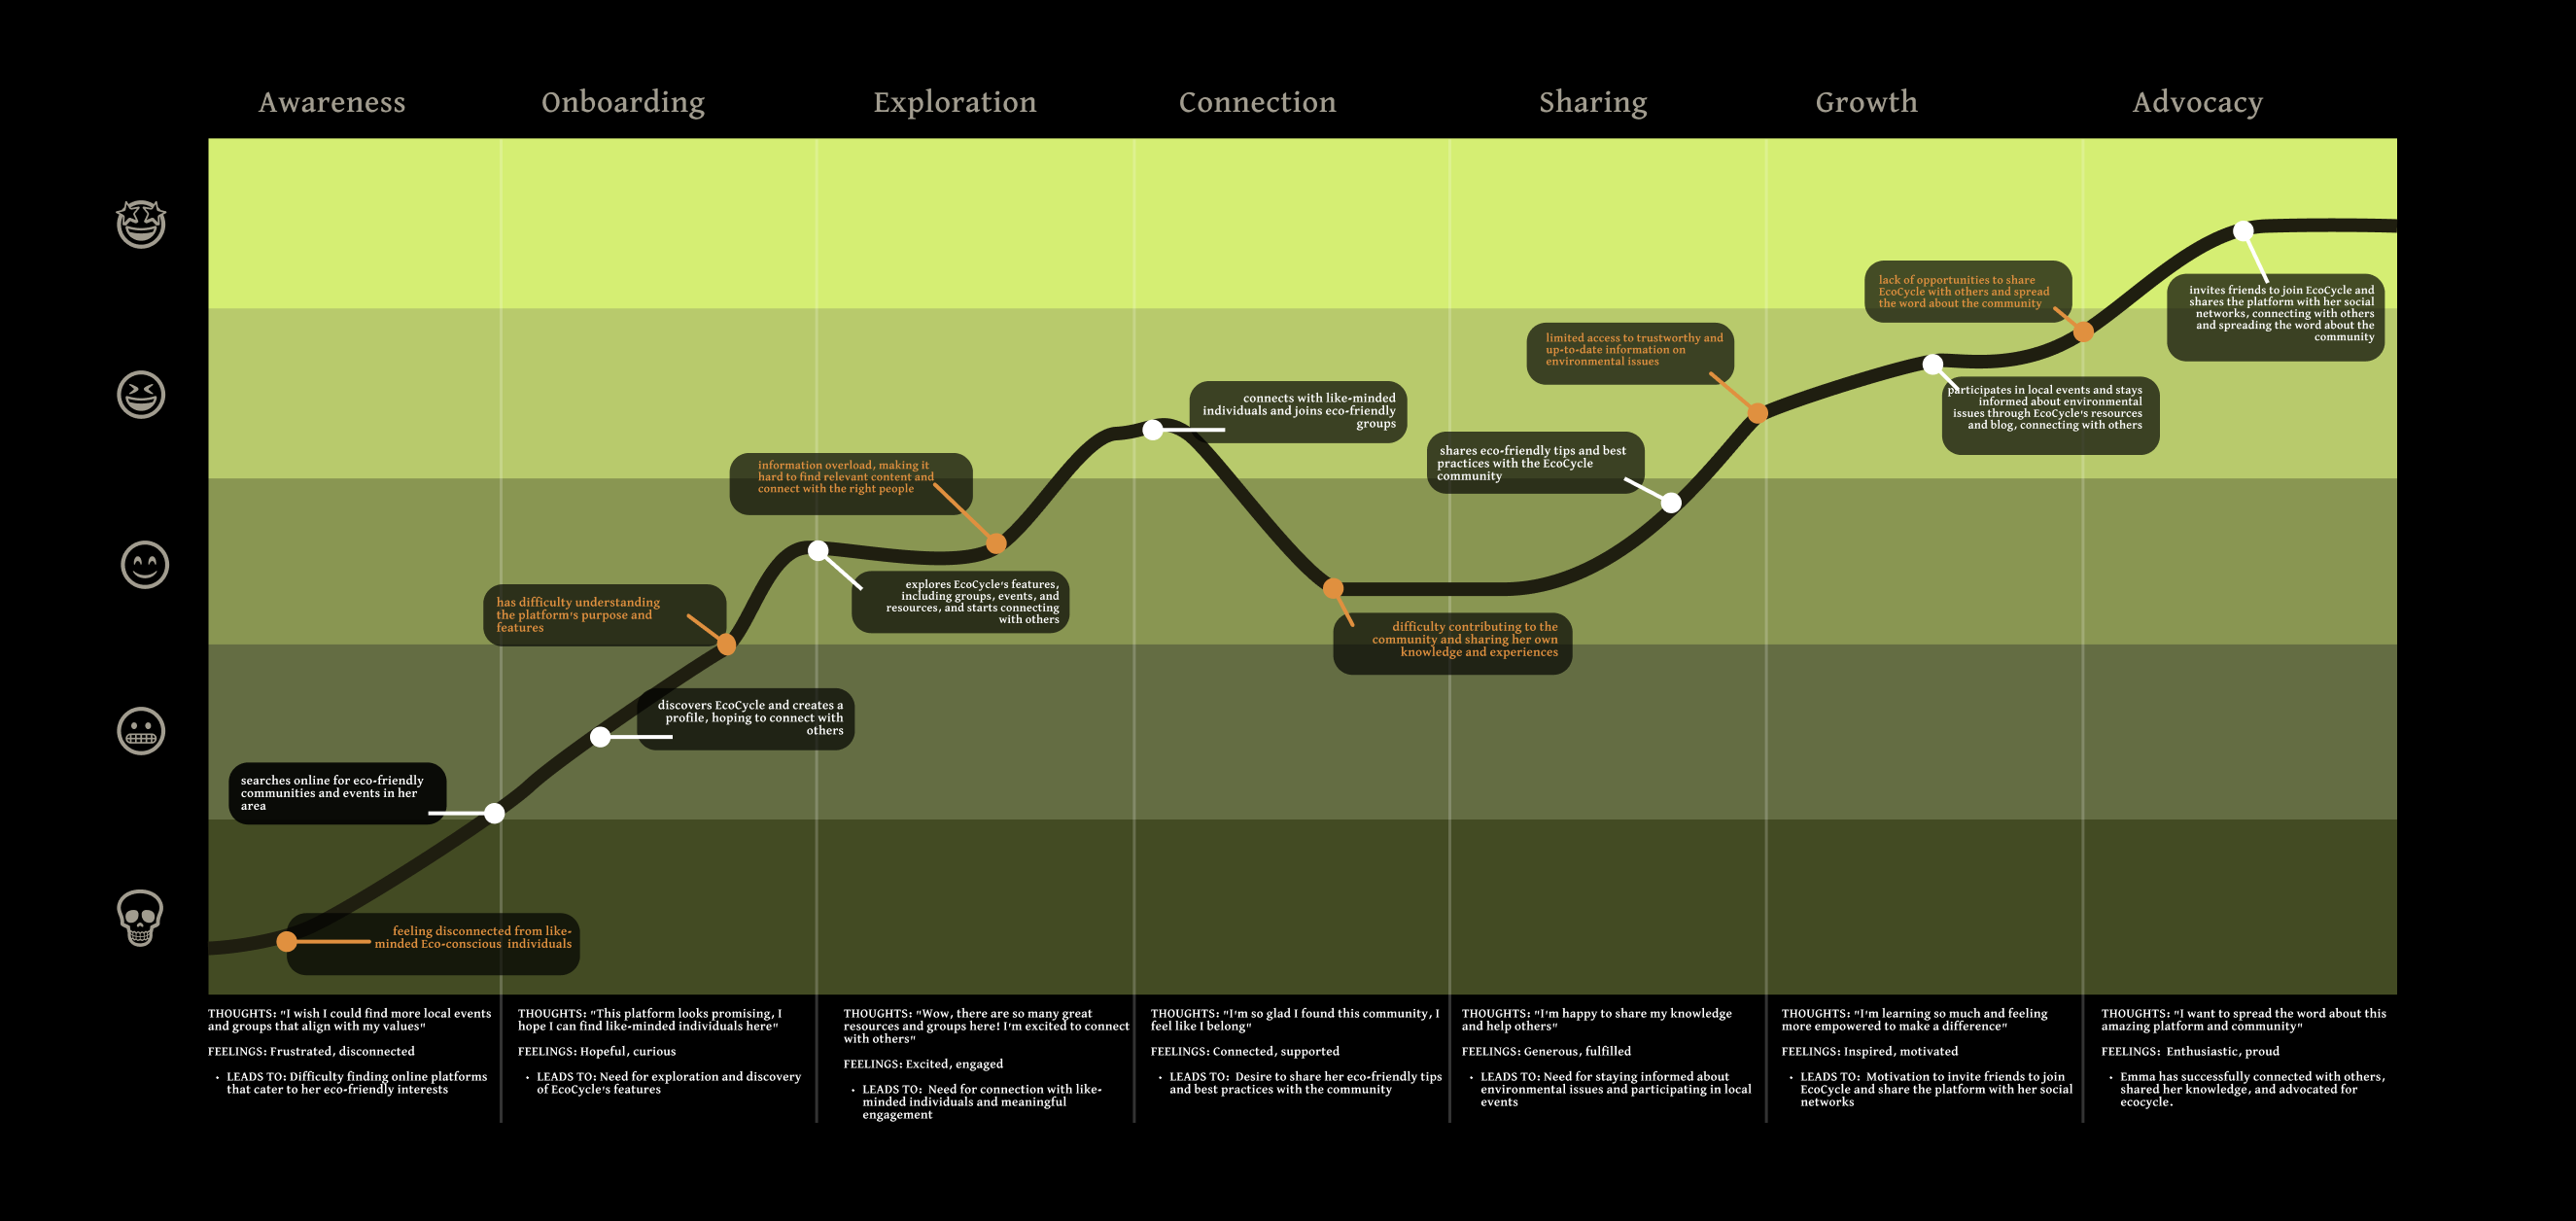 Awareness
Onboarding
Exploration
Connection
Sharing
Growth
Advocacy
feeling disconnected from like-
minded Eco-conscious individuals
searches online for eco-friendly
communities and events in her
area
discovers EcoCycle and creates a
profile, hoping to connect with
others
has difficulty understanding
the platform's purpose and
features
explores EcoCycle's features,
including groups, events, and
resources, and starts connecting
with others
information overload, making it
hard to find relevant content and
connect with the right people
connects with like-minded
individuals and joins eco-friendly
groups
difficulty contributing to the
community and sharing her own
knowledge and experiences
shares eco-friendly tips and best
practices with the EcoCycle
community
limited access to trustworthy and
up-to-date information on
environmental issues
participates in local events and stays
informed about environmental
issues through EcoCycle's resources
and blog, connecting with others
lack of opportunities to share
EcoCycle with others and spread
the word about the community
invites friends to join EcoCycle and
shares the platform with her social
networks, connecting with others
and spreading the word about the
community
THOUGHTS: "I wish I could find more local events
and groups that align with my values"
FEELINGS: Frustrated, disconnected
• LEADS TO: Difficulty finding online platforms
that cater to her eco-friendly interests
THOUGHTS: "This platform looks promising, I
hope I can find like-minded individuals here"
FEELINGS: Hopeful, curious
• LEADS TO: Need for exploration and discovery
of EcoCycle's features
THOUGHTS: "Wow, there are so many great
resources and groups here! I'm excited to connect
with others"
FEELINGS: Excited, engaged
• LEADS TO: Need for connection with like-
minded individuals and meaningful
engagement
THOUGHTS: "I'm so glad I found this community, I
feel like I belong"
FEELINGS: Connected, supported
• LEADS TO: Desire to share her eco-friendly tips
and best practices with the community
THOUGHTS: "I'm happy to share my knowledge
and help others"
FEELINGS: Generous, fulfilled
• LEADS TO: Need for staying informed about
environmental issues and participating in local
events
THOUGHTS: "I'm learning so much and feeling
more empowered to make a difference"
FEELINGS: Inspired, motivated
• LEADS TO: Motivation to invite friends to join
EcoCycle and share the platform with her social
networks
THOUGHTS: "I want to spread the word about this
amazing platform and community"
FEELINGS: Enthusiastic, proud
• Emma has successfully connected with others,
shared her knowledge, and advocated for
ecocycle.